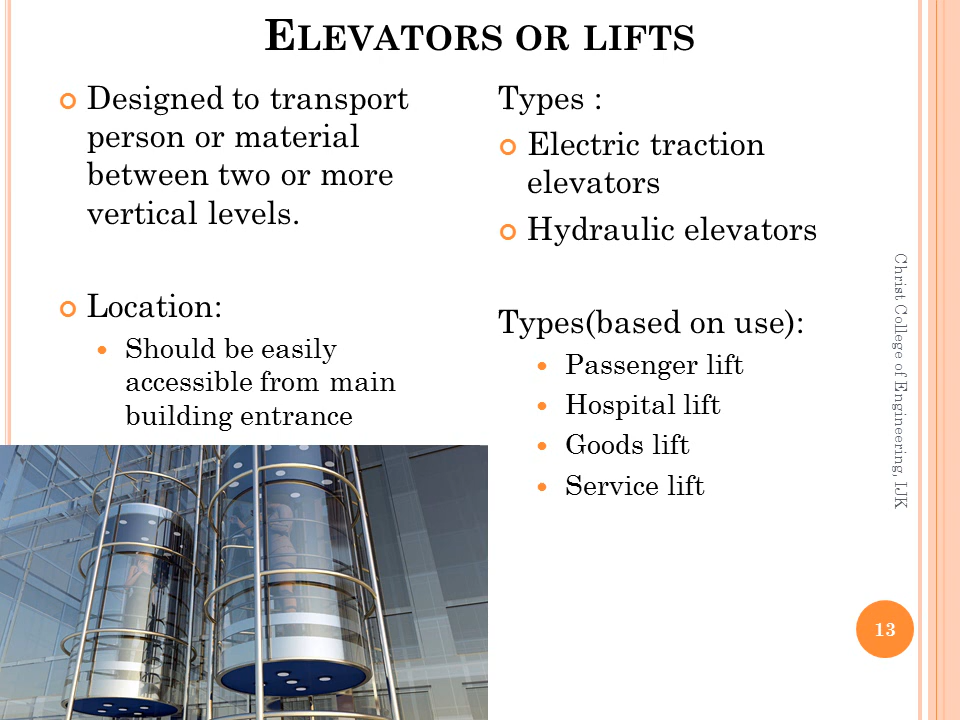 ELEVATORS OR LIFTS
Designed to transport
person or material
between two or more
vertical levels.
Location:
Should be easily
accessible from main
building entrance
Types :
Electric traction
elevators
Hydraulic elevators
Types(based on use):
Passenger lift
Hospital lift
Goods lift
Service lift
Christ College of Engineering, IJK
13